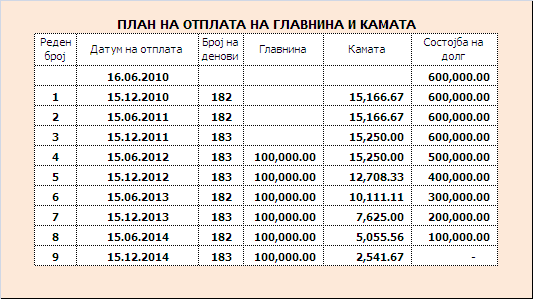 ПЛАН НА ОТПЛАТА НА ГЛАВНИНА И КАМАТА
Реден број Датум на отплата Број на денови Главнина Камата Состојба на долг
16.06.2010 600,000.00
1 15.12.2010 182 15,166.67 600,000.00
2 15.06.2011 182 15,166.67 600,000.00
3 15.12.2011 183 15,250.00 600,000.00
4 15.06.2012 183 100,000.00 15,250.00 500,000.00
5 15.12.2012 183 100,000.00 12,708.33 400,000.00
6 15.06.2013 182 100,000.00 10,111.11 300,000.00
7 15.12.2013 183 100,000.00 7,625.00 200,000.00
8 15.06.2014 182 100,000.00 5,055.56 100,000.00
9 15.12.2014 183 100,000.00 2,541.67 -